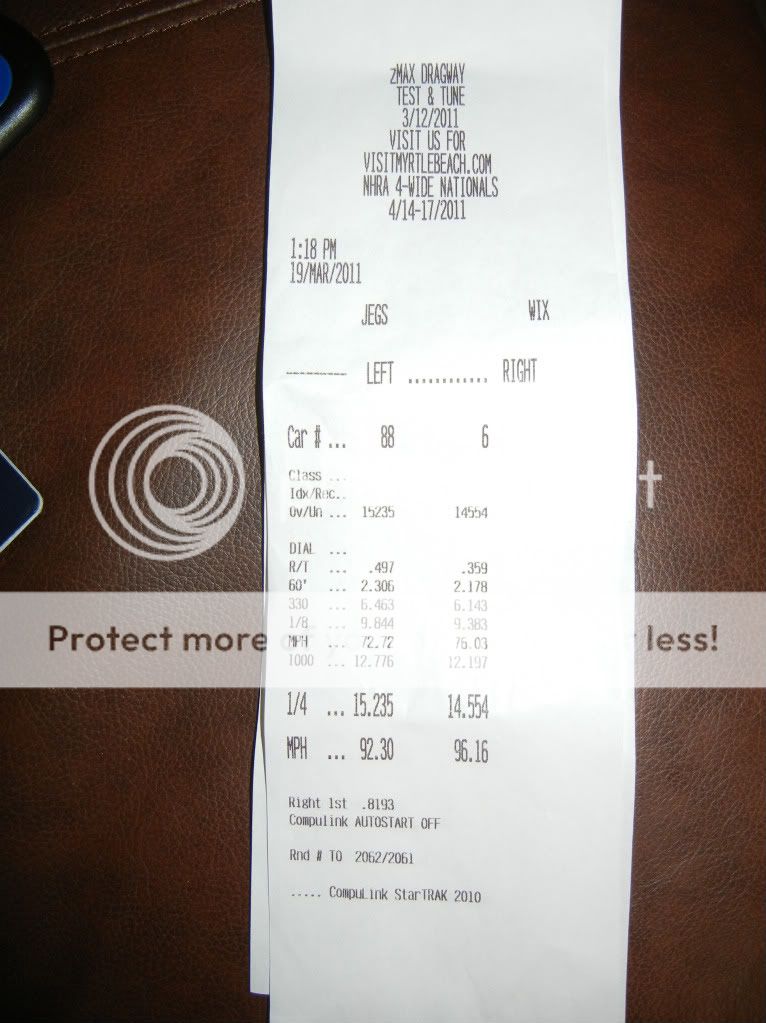 zMAX DRAGWAY
TEST & TUNE
3/12/2011
VISIT US FOR
VISITMYRTLEBEACH.COM
NHRA 4-WIDE NATIONALS
4/14-17/2011
1:18 PM
19/MAR/2011
JEGS WIX
---------- LEFT ............ RIGHT
Car # ... 88 6
Class ...
Idx/Rec..
Ov/Un ... 15235 14554
DIAL ...
R/T ... .497 .359
60' ... 2.306 2.178
330 ... 6.463 6.143
1/8 ... 9.844 9.383
Protect more of less!
MPH ... 72.72 76.03
1000 ... 12.776 12.197
1/4 ... 15.235 14.554
MPH ... 92.30 96.16
Right 1st .8193
Compulink AUTOSTART OFF
Rnd # TO 2062/2061
..... CompuLink StarTRAK 2010